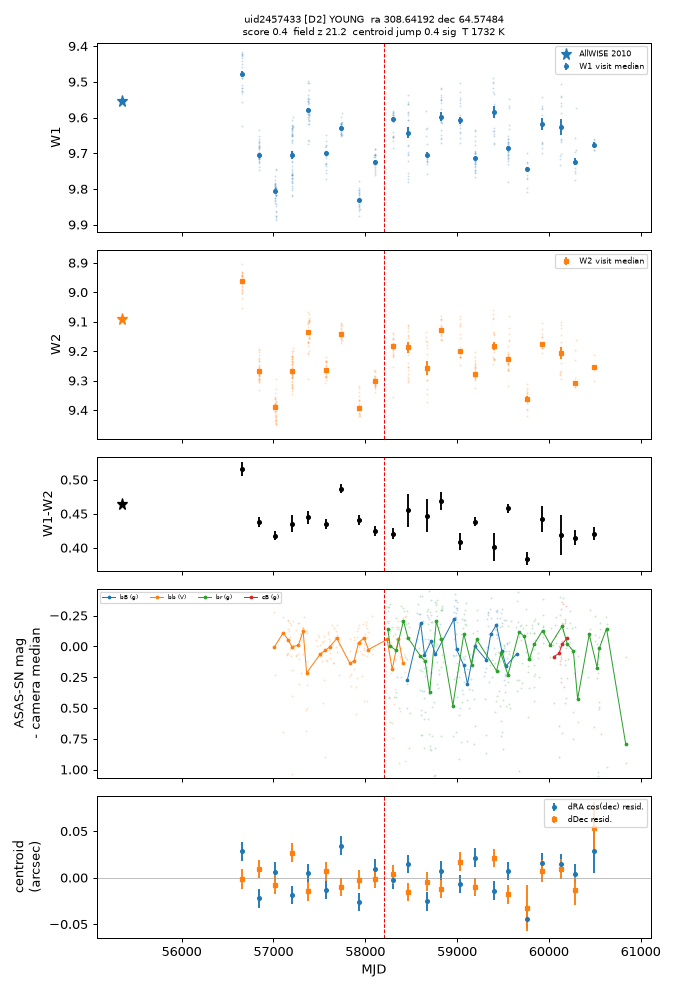 uid2457433 [D2] YOUNG  ra 308.64192 dec 64.57484
score 0.4  field z 21.2  centroid jump 0.4 sig  T 1732 K
9.4
9.5
9.6
9.7
9.8
9.9
W1
AllWISE 2010
W1 visit median
8.9
9.0
9.1
9.2
9.3
9.4
W2
W2 visit median
0.50
0.45
0.40
W1-W2
−0.25
0.00
0.25
0.50
0.75
1.00
ASAS-SN mag
- camera median
bB (g)
bb (V)
br (g)
cB (g)
0.05
0.00
−0.05
centroid
(arcsec)
dRA cos(dec) resid.
dDec resid.
56000
57000
58000
59000
60000
61000
MJD